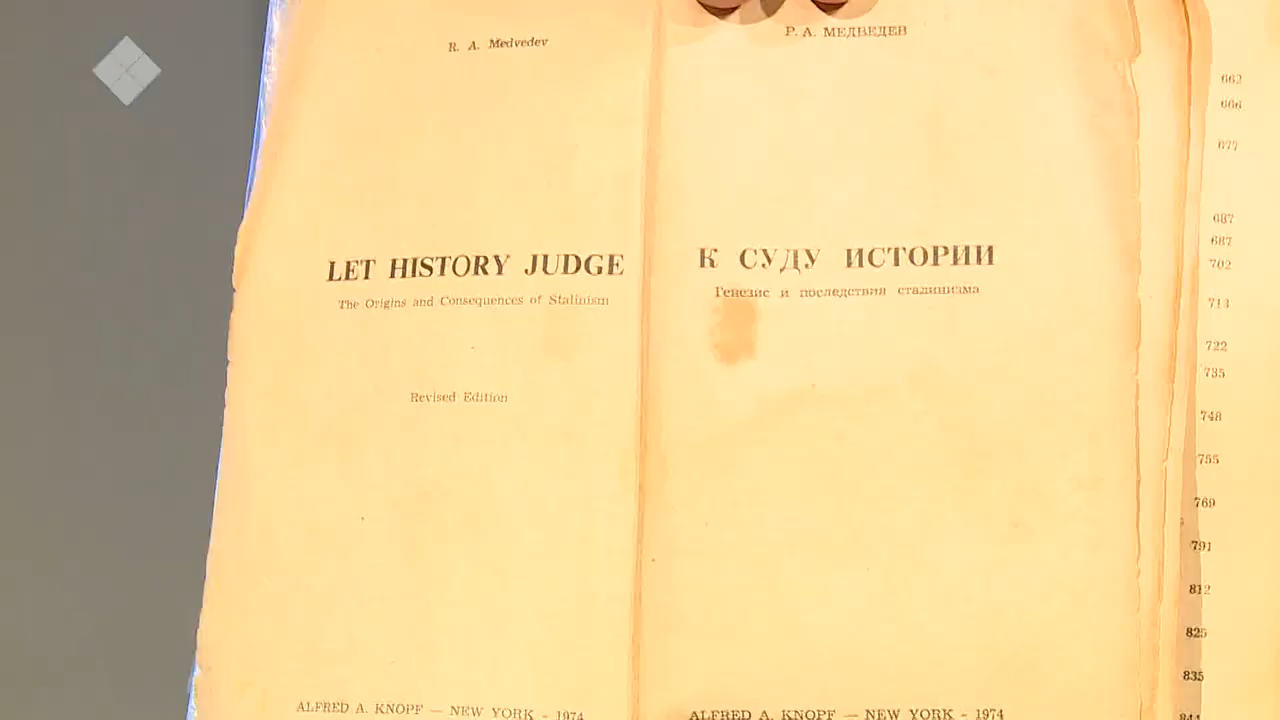 R. A. Medvedev
LET HISTORY JUDGE
The Origins and Consequences of Stalinism
Revised Edition
ALFRED A. KNOPF — NEW YORK - 1974
Р. А. МЕДВЕДЕВ
К СУДУ ИСТОРИИ
Генезис и последствия сталинизма
ALFRED A. KNOPF — NEW YORK - 1974
662
666
677
687
687
702
713
722
735
748
755
769
791
812
825
835